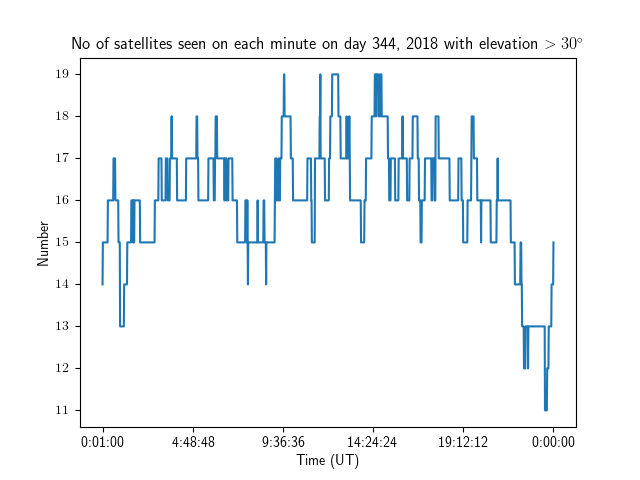 No of satellites seen on each minute on day 344, 2018 with elevation > 30°
19
18
17
16
15
14
13
12
11
Number
0:01:00 4:48:48 9:36:36 14:24:24 19:12:12 0:00:00
Time (UT)